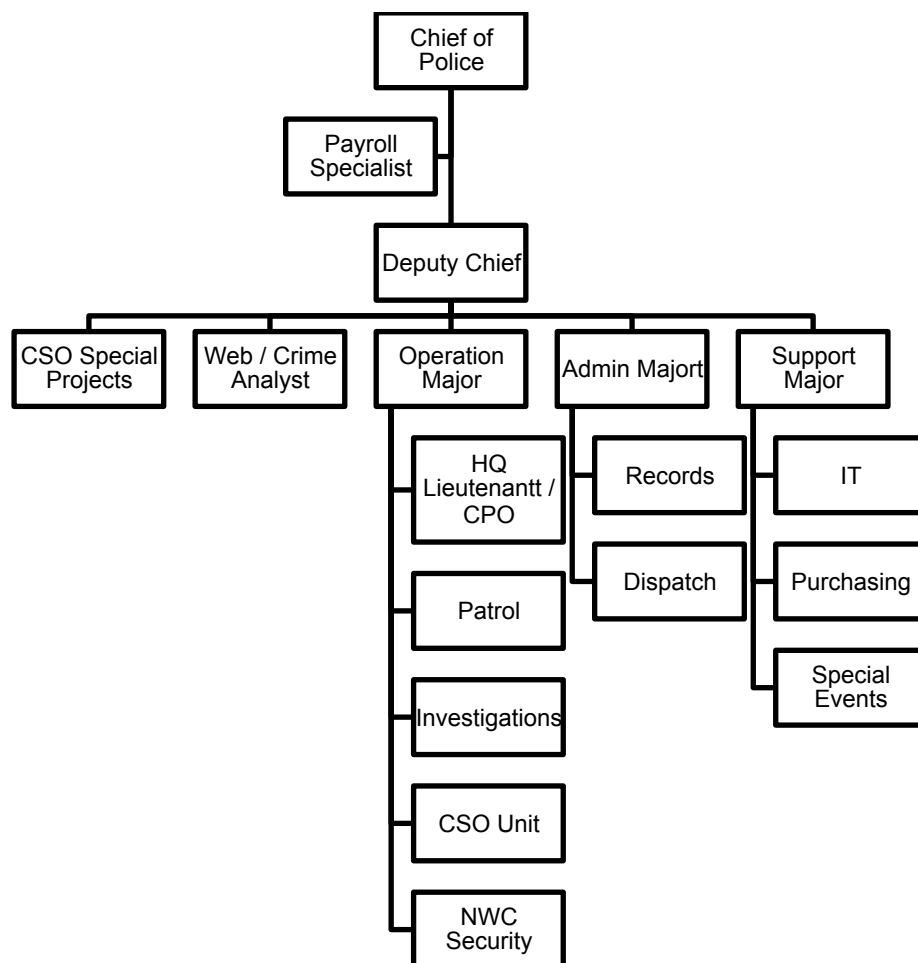 Chief of
Police
Payroll
Specialist
Deputy Chief
CSO Special
Projects
Web / Crime
Analyst
Operation
Major
Admin Majort
Support
Major
HQ
Lieutenantt /
CPO
Patrol
Investigations
CSO Unit
NWC
Security
Records
Dispatch
IT
Purchasing
Special
Events